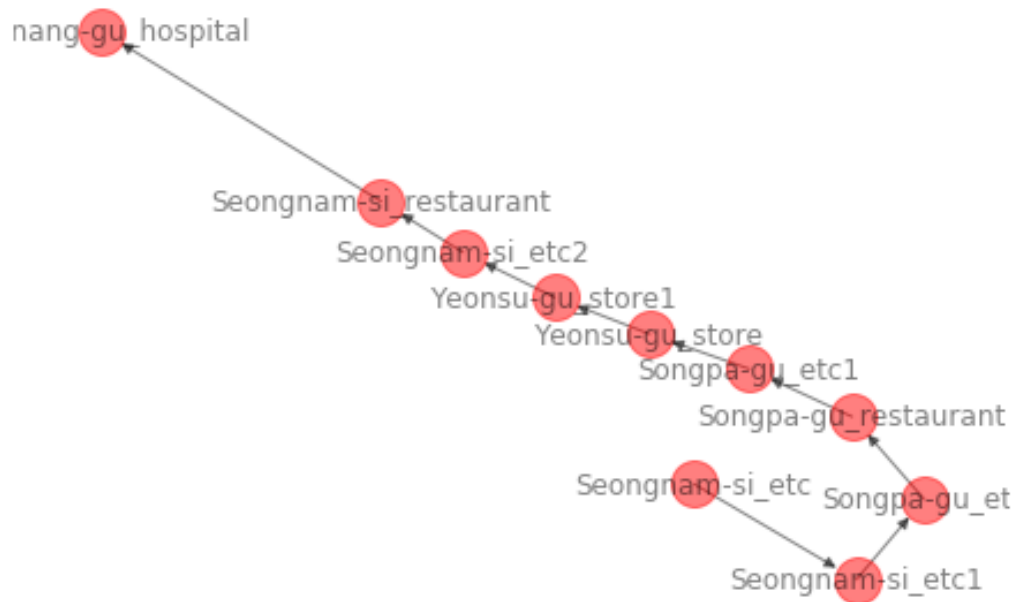 nang-gu_hospital
Seongnam-si_restaurant
Seongnam-si_etc2
Yeonsu-gu_store1
Yeonsu-gu_store
Songpa-gu_etc1
Songpa-gu_restaurant
Seongnam-si_etc
Songpa-gu_et
Seongnam-si_etc1